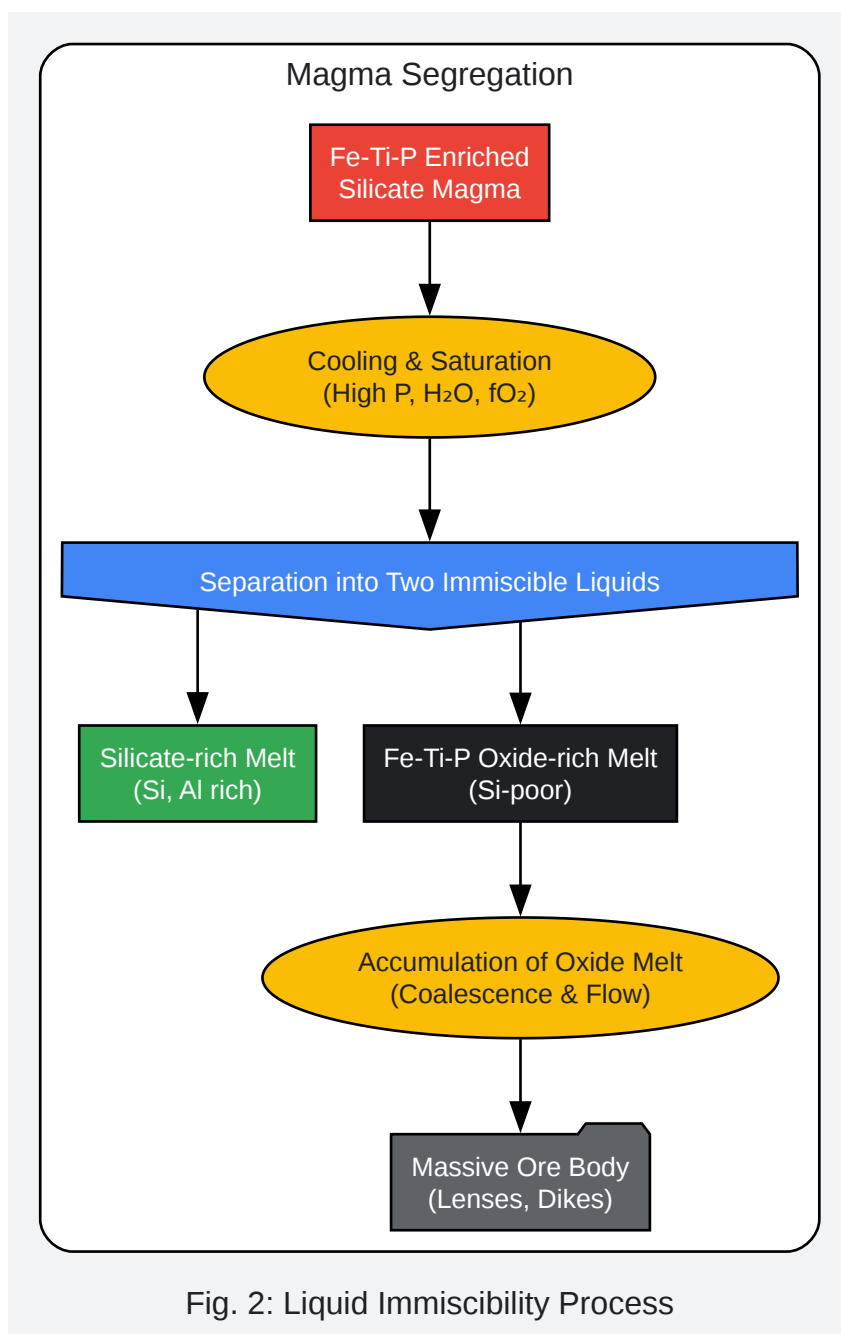 Magma Segregation
Fe-Ti-P Enriched
Silicate Magma
Cooling & Saturation
(High P, H₂O, fO₂)
Separation into Two Immiscible Liquids
Silicate-rich Melt
(Si, Al rich)
Fe-Ti-P Oxide-rich Melt
(Si-poor)
Accumulation of Oxide Melt
(Coalescence & Flow)
Massive Ore Body
(Lenses, Dikes)
Fig. 2: Liquid Immiscibility Process